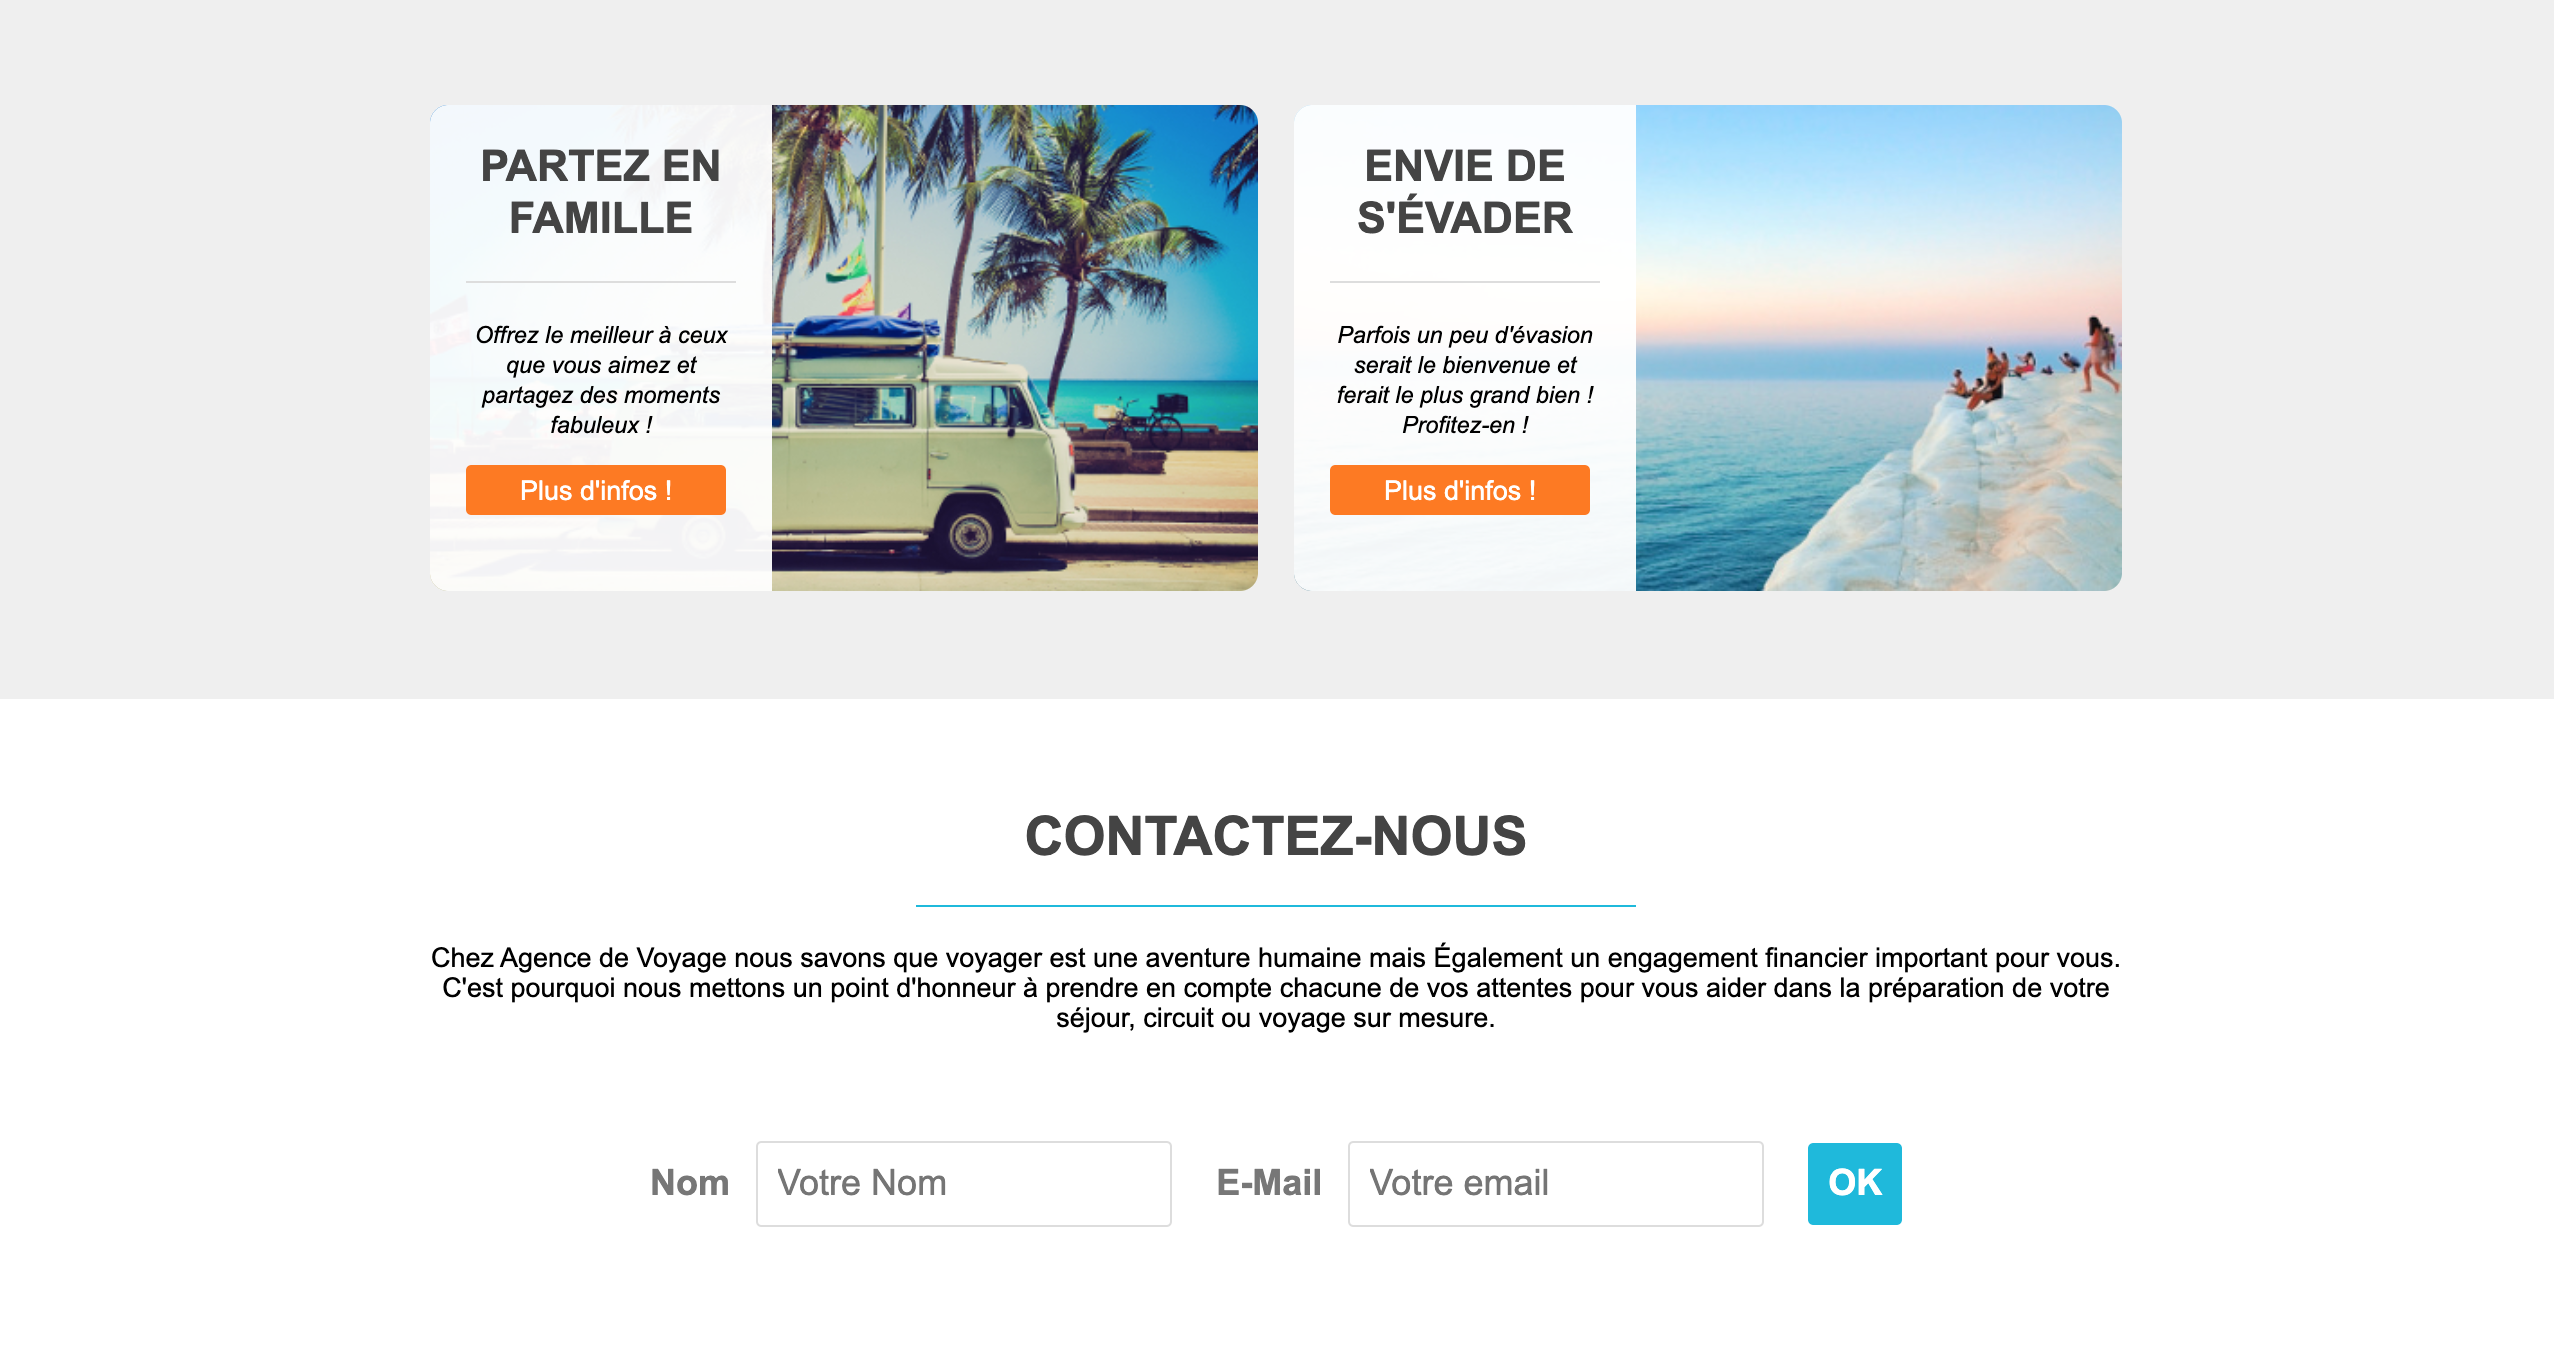 PARTEZ EN
FAMILLE
Offrez le meilleur à ceux
que vous aimez et
partagez des moments
fabuleux !
Plus d'infos !
ENVIE DE
S'ÉVADER
Parfois un peu d'évasion
serait le bienvenue et
ferait le plus grand bien !
Profitez-en !
Plus d'infos !
CONTACTEZ-NOUS
Chez Agence de Voyage nous savons que voyager est une aventure humaine mais Également un engagement financier important pour vous.
C'est pourquoi nous mettons un point d'honneur à prendre en compte chacune de vos attentes pour vous aider dans la préparation de votre
séjour, circuit ou voyage sur mesure.
Nom Votre Nom E-Mail Votre email OK